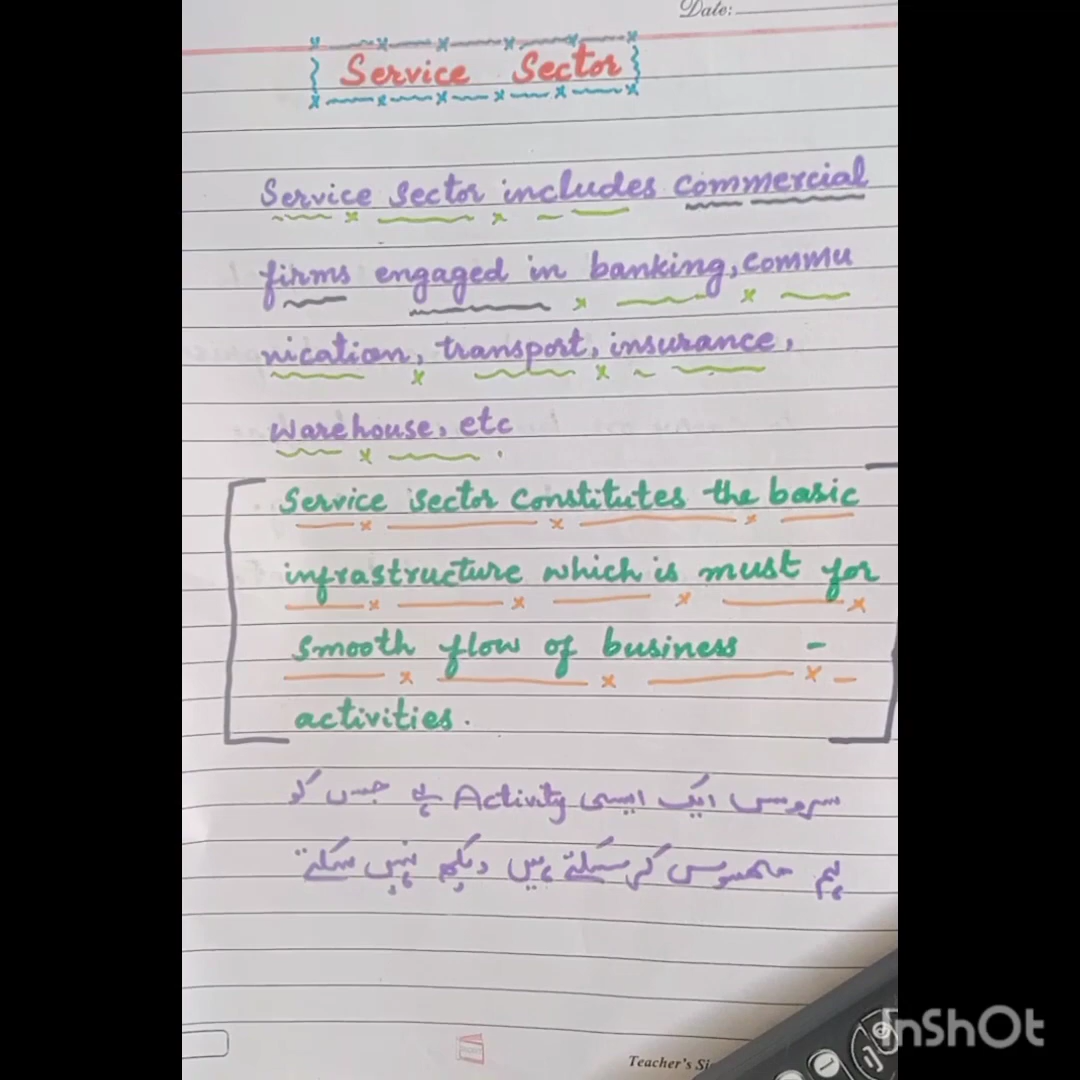 Date:
Service Sector
Service sector includes commercial
firms engaged in banking, commu
nication, transport, insurance,
warehouse, etc
Service sector constitutes the basic
infrastructure which is must for
smooth flow of business -
activities.
سروس ایک ایسی Activity ہے جس کو
ہم محسوس کر سکتے ہیں دیکھ نہیں سکتے
Teacher's Si
InShOt